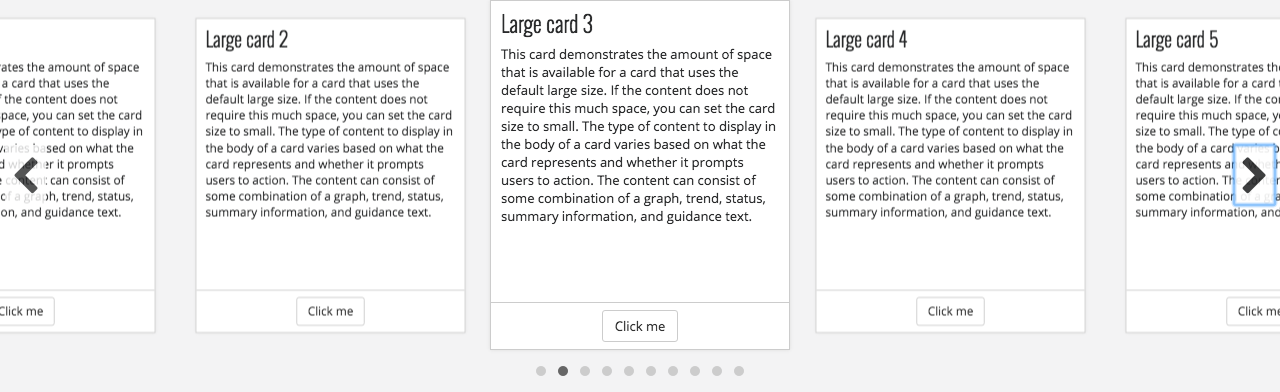 ates the amount of space
a card that uses the
f the content does not
pace, you can set the card
ype of content to display in
varies based on what the
d whether it prompts
content can consist of
of a graph, trend, status,
on, and guidance text.
Click me
Large card 2
This card demonstrates the amount of space
that is available for a card that uses the
default large size. If the content does not
require this much space, you can set the card
size to small. The type of content to display in
the body of a card varies based on what the
card represents and whether it prompts
users to action. The content can consist of
some combination of a graph, trend, status,
summary information, and guidance text.
Click me
Large card 3
This card demonstrates the amount of space
that is available for a card that uses the
default large size. If the content does not
require this much space, you can set the card
size to small. The type of content to display in
the body of a card varies based on what the
card represents and whether it prompts
users to action. The content can consist of
some combination of a graph, trend, status,
summary information, and guidance text.
Click me
Large card 4
This card demonstrates the amount of space
that is available for a card that uses the
default large size. If the content does not
require this much space, you can set the card
size to small. The type of content to display in
the body of a card varies based on what the
card represents and whether it prompts
users to action. The content can consist of
some combination of a graph, trend, status,
summary information, and guidance text.
Click me
Large card 5
This card demonstrates the
that is available for a card
default large size. If the co
require this much space, y
size to small. The type of c
the body of a card varies b
card represents an
users to action. Th
some combination
summary information, and
Click me